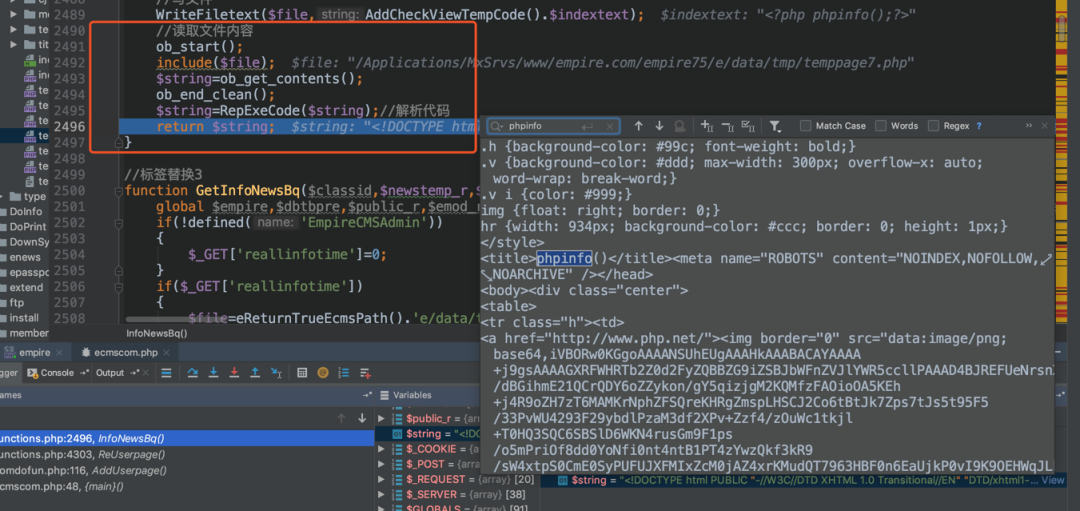 //写文件
2489 WriteFiletext($file, string: AddCheckViewTempCode().$indextext); $indextext: "<?php phpinfo();?>"
2490 //读取文件内容
2491 ob_start();
2492 include($file); $file: "/Applications/MxSrvs/www/empire.com/empire75/e/data/tmp/temppage7.php"
2493 $string=ob_get_contents();
2494 ob_end_clean();
2495 $string=RepExeCode($string);//解析代码
2496 return $string; $string: "<!DOCTYPE html
2497 }
2498
2499 //标签替换3
2500 function GetInfoNewsBq($classid,$newstemp_r,$
2501 global $empire,$dbtbpre,$public_r,$emod_
2502 if(!defined( name: 'EmpireCMSAdmin'))
2503 {
2504 $_GET['reallinfotime']=0;
2505 }
2506 if($_GET['reallinfotime'])
2507 {
2508 $file=eReturnTrueEcmsPath().'e/data/
InfoNewsBq()
type
DoInfo
DoPrint
DownSy
enews
epasspo
extend
ftp
install
member
phpinfo
Match Case
Words
Regex
?
.h {background-color: #99c; font-weight: bold;}
.v {background-color: #ddd; max-width: 300px; overflow-x: auto;
word-wrap: break-word;}
.v i {color: #999;}
img {float: right; border: 0;}
hr {width: 934px; background-color: #ccc; border: 0; height: 1px;}
</style>
<title>phpinfo()</title><meta name="ROBOTS" content="NOINDEX,NOFOLLOW,
NOARCHIVE" /></head>
<body><div class="center">
<table>
<tr class="h"><td>
<a href="http://www.php.net/"><img border="0" src="data:image/png;
base64,iVBORw0KGgoAAAANSUhEUgAAAHkAAABACAYAAAA
+j9gsAAAAGXRFWHRTb2Z0d2FyZQBBZG9iZSBJbWFnZVJlYWR5ccllPAAAD4BJREFUeNrsn
/dBGihmE21QCrQDY6oZZykon/gY5qizjgM2KQMfzFAOioOA5KEh
+j4R9oZH7zT6MAMKrNphZFSQreKHRgZmspLHSCJ2Co6tBtJk7Zps7tJs5t95F5
/33PvWU4293F29ybdlPzaM3df2XPv+Zzf4/zOuWc1tkjl
+T0HQ3SQC6SBSlD6WKN4rusGm9F1ps
/o5mPriOf8dd0YoNfi0nt4ntB1PT4zYwzQkf3kR9
/sW4xtpS0CmE0SyPUFUJXFMIxZcM0jAZ4xrKMudQT7963HBF0n6EaUjkP0vI9K9OEHWqJL
empire
ecmscom.php
gger
Console
Output
ames
Variables
unctions.php:2496, InfoNewsBq()
unctions.php:4303, ReUserpage()
omdofun.php:116, AddUserpage()
cmscom.php:48, {main}()
$public_r = {array}
$string = "<!DO
$_COOKIE = {array}
$_POST = {array}
$_REQUEST = {array} [20]
$_SERVER = {array} [38]
$GLOBALS = {array} [91]
$string = "<!DOCTYPE html PUBLIC "-//W3C//DTD XHTML 1.0 Transitional//EN" "DTD/xhtml1-... View